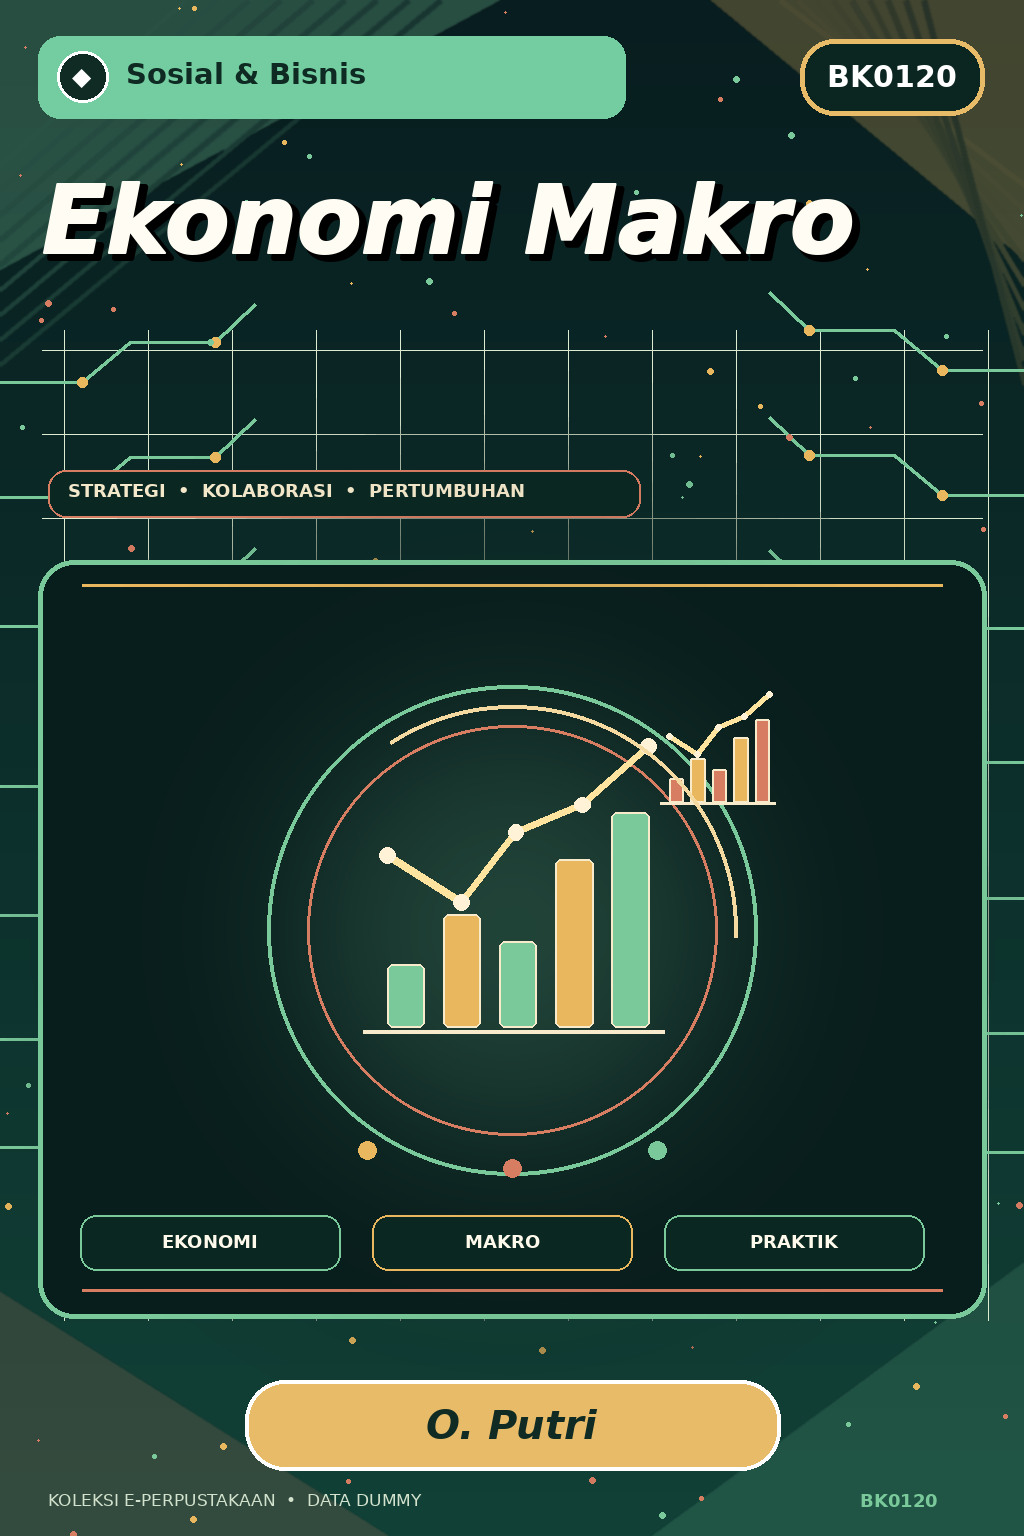 Sosial & Bisnis
BK0120
Ekonomi Makro
STRATEGI • KOLABORASI • PERTUMBUHAN
EKONOMI
MAKRO
PRAKTIK
O. Putri
KOLEKSI E-PERPUSTAKAAN • DATA DUMMY
BK0120